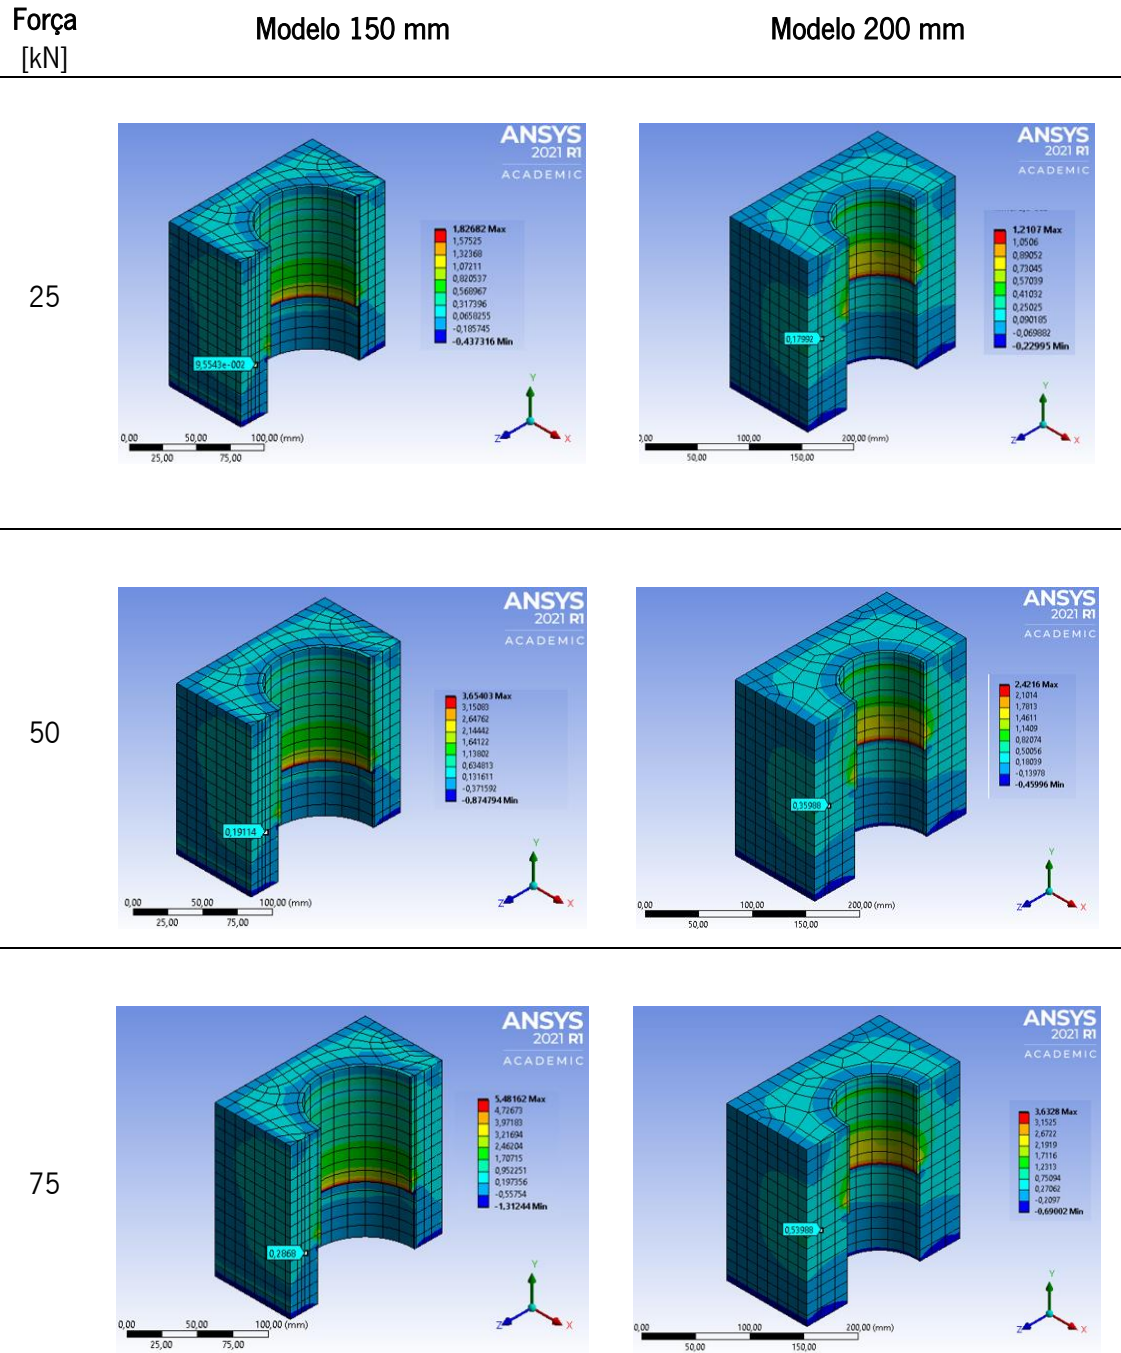 Força
[kN]
Modelo 150 mm
Modelo 200 mm
25
ANSYS
2021 R1
ACADEMIC
1,82682 Max
1,57525
1,32368
1,07211
0,820537
0,568967
0,317396
0,0658255
-0,185745
-0,437316 Min
9,5543e-002
Y
Z
X
0,00
50,00
100,00 (mm)
25,00
75,00
ANSYS
2021 R1
ACADEMIC
1,2107 Max
1,0506
0,89052
0,73045
0,57039
0,41032
0,25025
0,090185
-0,069882
-0,22995 Min
0,17992
Y
Z
X
0,00
100,00
200,00 (mm)
50,00
150,00
50
ANSYS
2021 R1
ACADEMIC
3,65403 Max
3,15083
2,64762
2,14442
1,64122
1,13802
0,634813
0,131611
-0,371592
-0,874794 Min
0,19114
Y
Z
X
0,00
50,00
100,00 (mm)
25,00
75,00
ANSYS
2021 R1
ACADEMIC
2,4216 Max
2,1014
1,7813
1,4611
1,1409
0,82074
0,50056
0,18039
-0,13978
-0,45996 Min
0,35988
Y
Z
X
0,00
100,00
200,00 (mm)
50,00
150,00
75
ANSYS
2021 R1
ACADEMIC
5,48162 Max
4,72673
3,97183
3,21694
2,46204
1,70715
0,952251
0,197356
-0,55754
-1,31244 Min
0,2868
Y
Z
X
0,00
50,00
100,00 (mm)
25,00
75,00
ANSYS
2021 R1
ACADEMIC
3,6328 Max
3,1525
2,6722
2,1919
1,7116
1,2313
0,75094
0,27062
-0,2097
-0,69002 Min
0,53988
Y
Z
X
0,00
100,00
200,00 (mm)
50,00
150,00